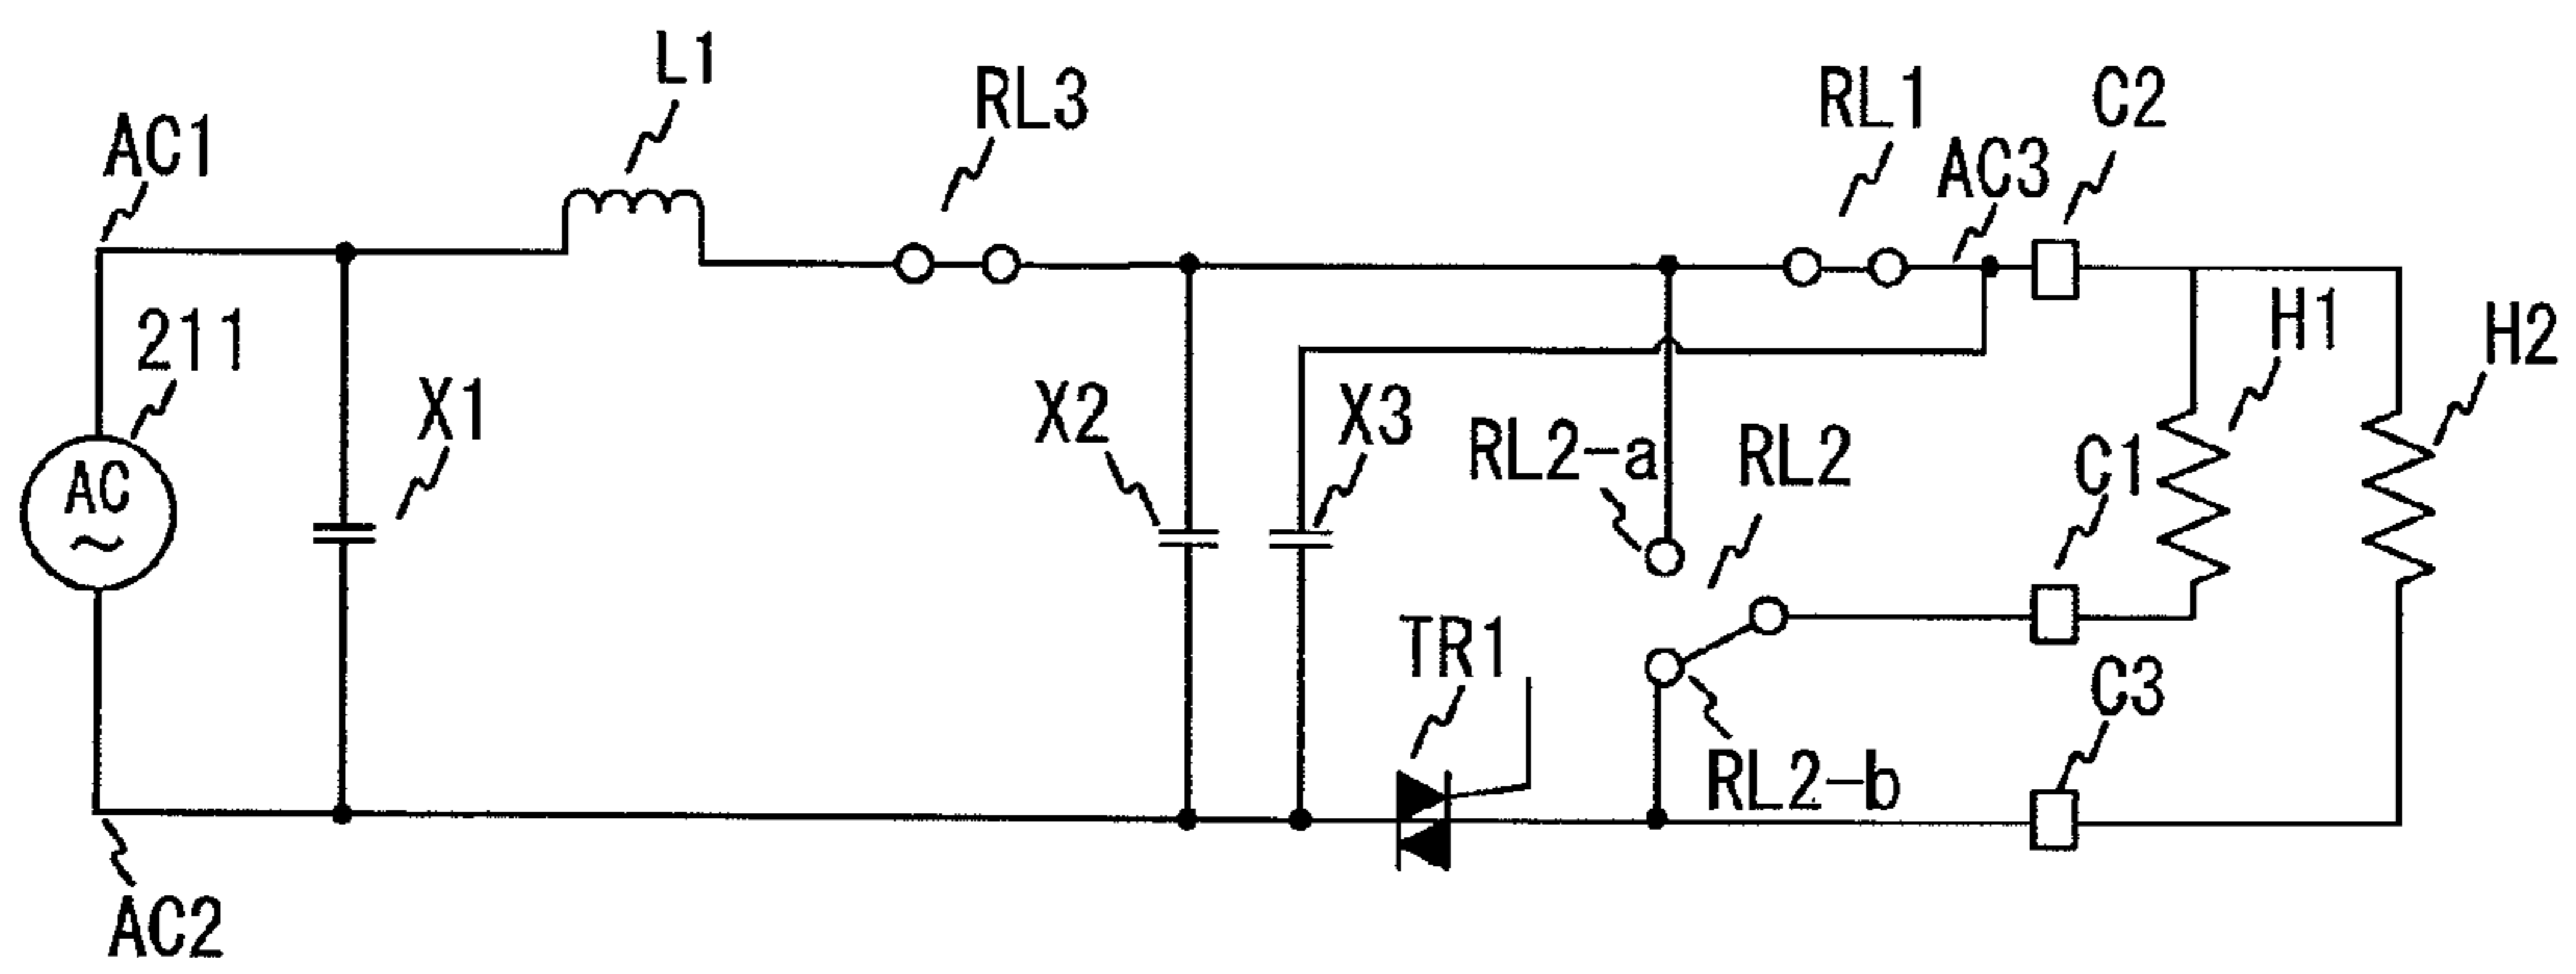 L1
RL3
RL1
C2
AC1
AC3
211
H1
H2
X1
X2
X3
RL2-a
RL2
C1
AC
~
TR1
C3
RL2-b
AC2